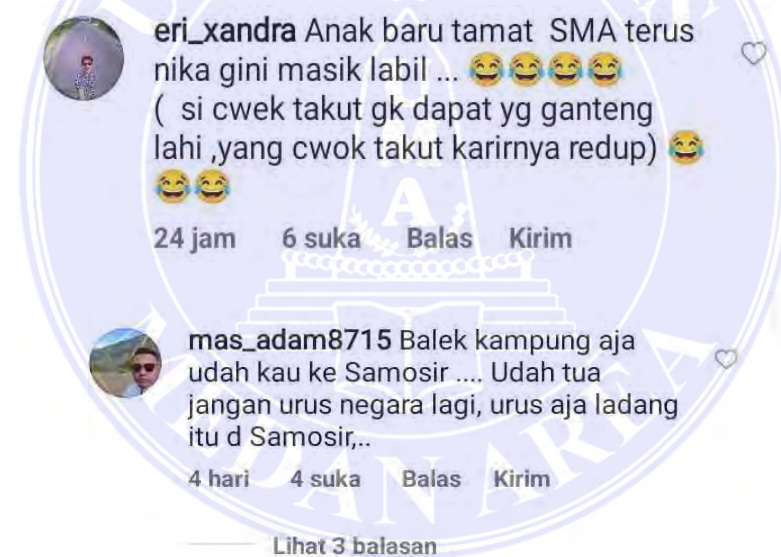 eri_xandra Anak baru tamat SMA terus
nika gini masik labil ... 😂😂😂😂
( si cwek takut gk dapat yg ganteng
lahi ,yang cwok takut karirnya redup) 😂
😂😂
24 jam 6 suka Balas Kirim
mas_adam8715 Balek kampung aja
udah kau ke Samosir .... Udah tua
jangan urus negara lagi, urus aja ladang
itu d Samosir,..
4 hari 4 suka Balas Kirim
Lihat 3 balasan
MEDAN AREA